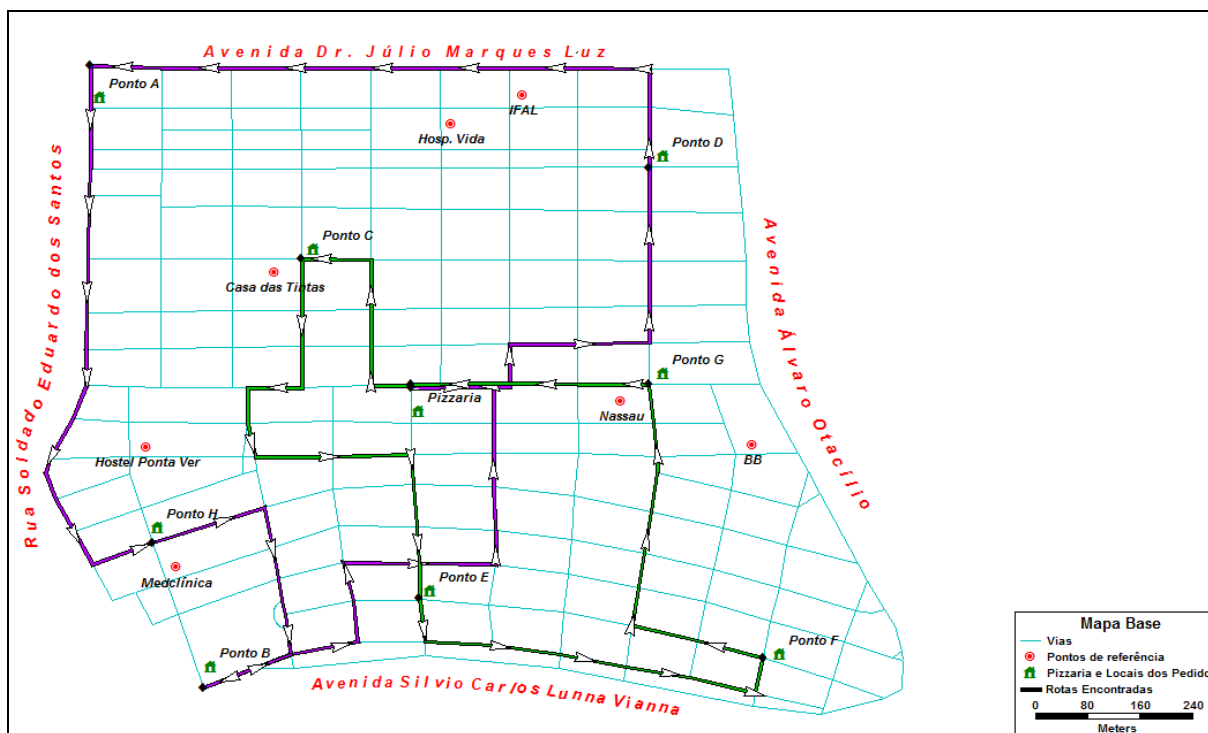 Avenida Dr. Júlio Marques Luz
Ponto A
IFAL
Hosp. Vida
Ponto D
Rua Soldado Eduardo dos Santos
Ponto C
Casa das Tintas
Avenida Álvaro Otacílio
Ponto G
Pizzaria
Nassau
Hostel Ponta Ver
BB
Ponto H
Medclínica
Ponto E
Ponto F
Ponto B
Avenida Silvio Carlos Lunna Vianna
Mapa Base
Vias
Pontos de referência
Pizzaria e Locais dos Pedido
Rotas Encontradas
0 80 160 240
Meters